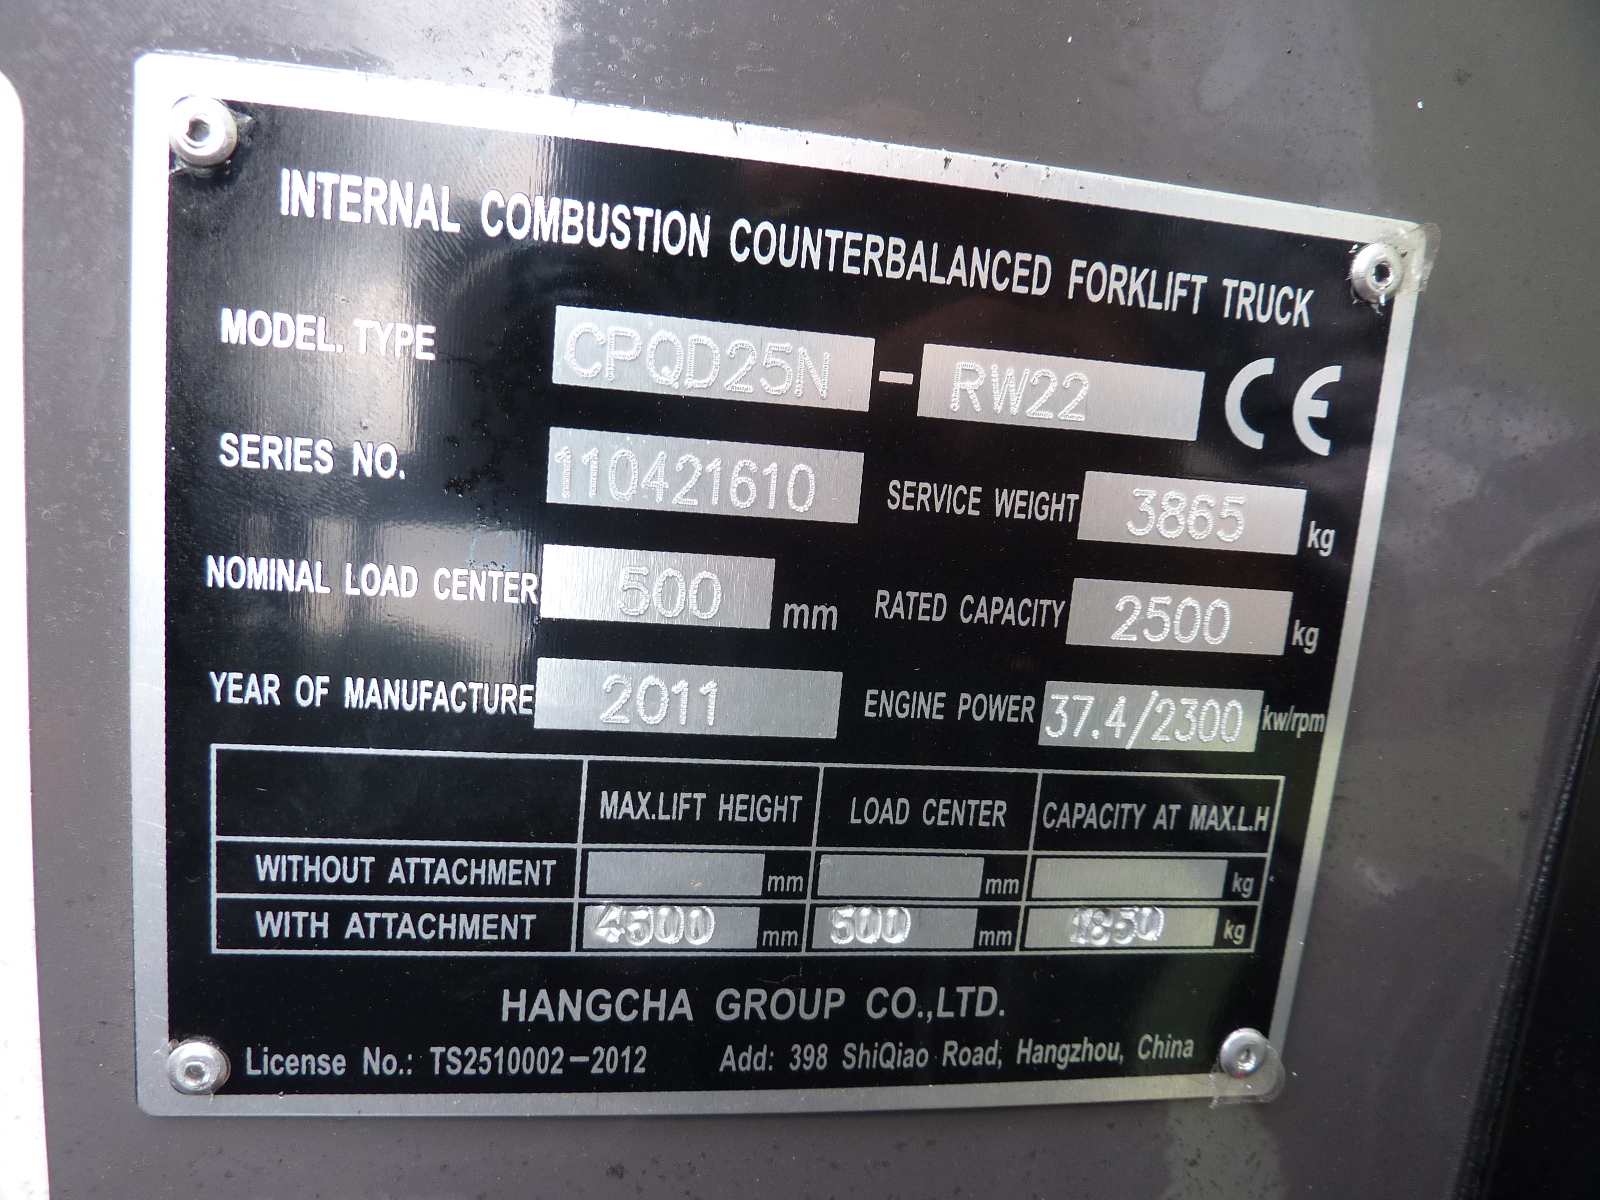 INTERNAL COMBUSTION COUNTERBALANCED FORKLIFT TRUCK
MODEL.TYPE CPQD25N - RW22 CE
SERIES NO. 110421610 SERVICE WEIGHT 3865 kg
NOMINAL LOAD CENTER 500 mm RATED CAPACITY 2500 kg
YEAR OF MANUFACTURE 2011 ENGINE POWER 37.4/2300 kw/rpm
MAX.LIFT HEIGHT LOAD CENTER CAPACITY AT MAX.L.H
WITHOUT ATTACHMENT mm mm kg
WITH ATTACHMENT 4500 mm 500 mm 1850 kg
HANGCHA GROUP CO.,LTD.
License No.: TS2510002-2012 Add: 398 ShiQiao Road, Hangzhou, China